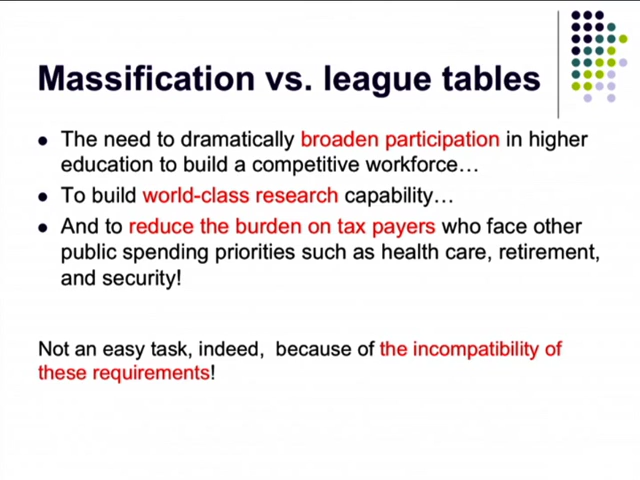 Massification vs. league tables
• The need to dramatically broaden participation in higher
education to build a competitive workforce…
• To build world-class research capability…
• And to reduce the burden on tax payers who face other
public spending priorities such as health care, retirement,
and security!
Not an easy task, indeed,  because of the incompatibility of
these requirements!